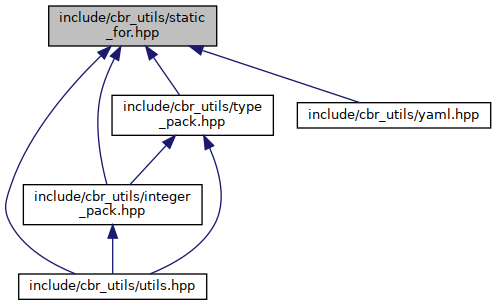 include/cbr_utils/static
_for.hpp
include/cbr_utils/type
_pack.hpp
include/cbr_utils/yaml.hpp
include/cbr_utils/integer
_pack.hpp
include/cbr_utils/utils.hpp